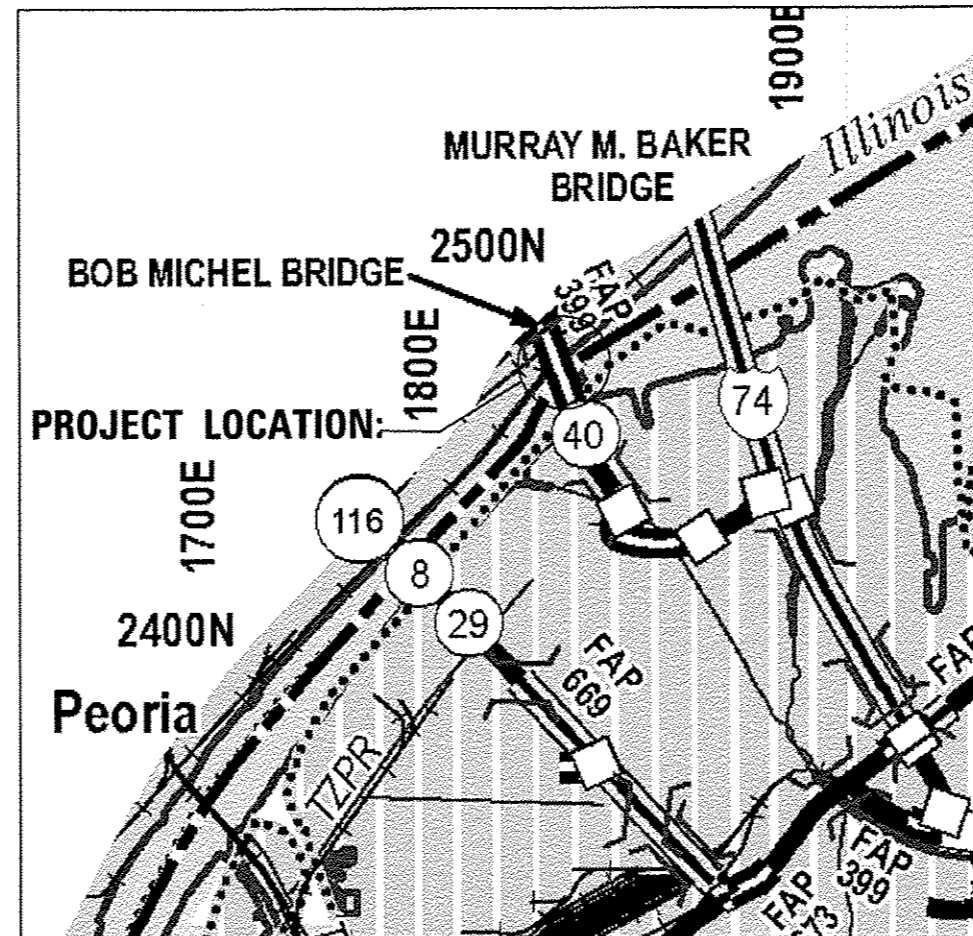 1900E
Illinois
MURRAY M. BAKER
BRIDGE
2500N
BOB MICHEL BRIDGE
FAP
399
1800E
PROJECT LOCATION:
74
40
1700E
116
8
29
2400N
FAP
669
FAP
Peoria
TZPR
FAP
399
FAP